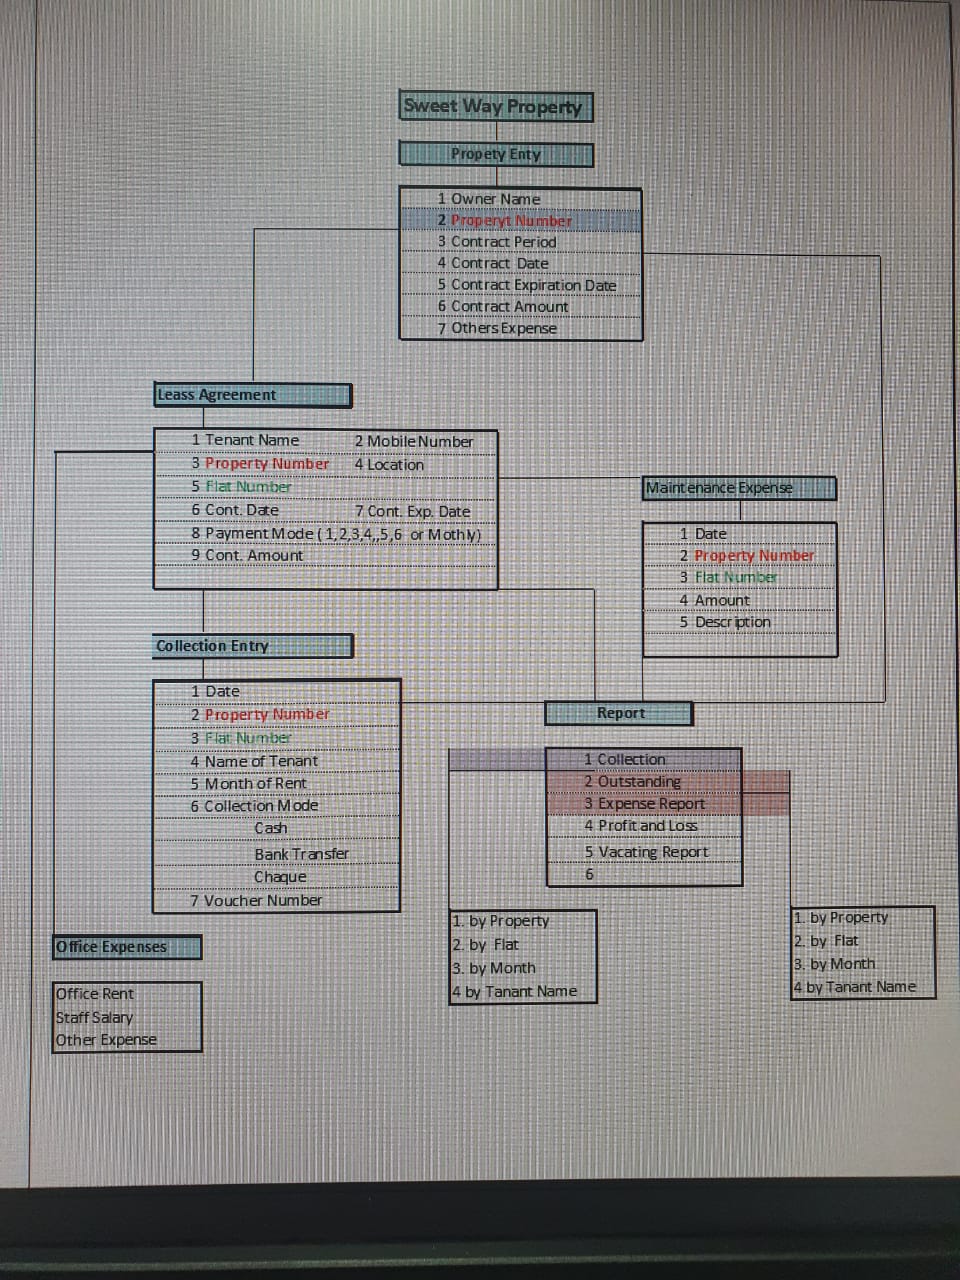 Sweet Way Property
Propety Enty
1 Owner Name
2 Properyt Number
3 Contract Period
4 Contract Date
5 Contract Expiration Date
6 Contract Amount
7 Others Expense
Leass Agreement
1 Tenant Name 2 Mobile Number
3 Property Number 4 Location
5 Flat Number
6 Cont. Date 7 Cont. Exp. Date
8 Payment Mode ( 1,2,3,4,,5,6 or Mothly)
9 Cont. Amount
Maintenance Expense
1 Date
2 Property Number
3 Flat Number
4 Amount
5 Description
Collection Entry
1 Date
2 Property Number
3 Flat Number
4 Name of Tenant
5 Month of Rent
6 Collection Mode
Cash
Bank Transfer
Chaque
7 Voucher Number
Report
1 Collection
2 Outstanding
3 Expense Report
4 Profit and Loss
5 Vacating Report
6
1. by Property
2. by Flat
3. by Month
4 by Tanant Name
1. by Property
2. by Flat
3. by Month
4 by Tanant Name
Office Expenses
Office Rent
Staff Salary
Other Expense